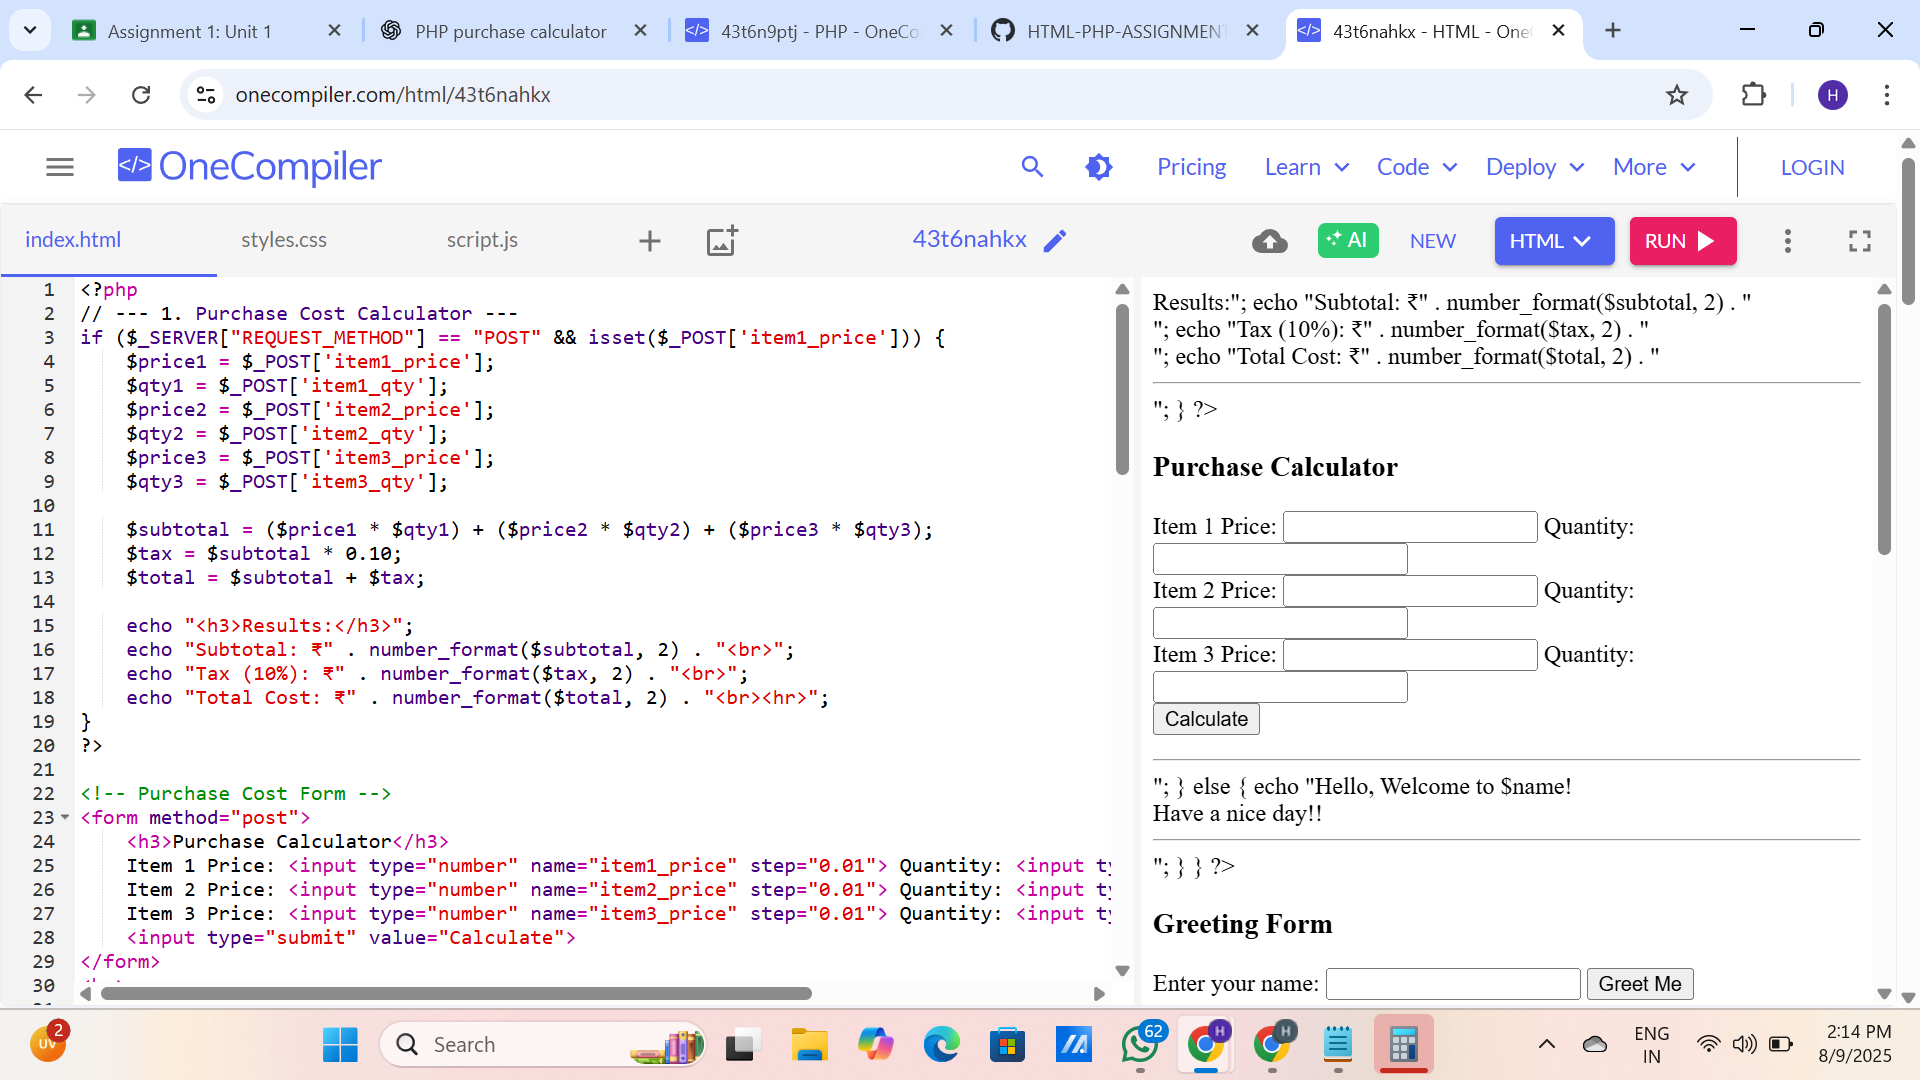 Assignment 1: Unit 1
PHP purchase calculator
43t6n9ptj - PHP - OneCo
HTML-PHP-ASSIGNMENT
43t6nahkx - HTML - One
onecompiler.com/html/43t6nahkx
H
</> OneCompiler
Pricing
Learn
Code
Deploy
More
LOGIN
index.html
styles.css
script.js
43t6nahkx
AI
NEW
HTML
RUN
1 <?php
2 // --- 1. Purchase Cost Calculator ---
3 if ($_SERVER["REQUEST_METHOD"] == "POST" && isset($_POST['item1_price'])) {
4 $price1 = $_POST['item1_price'];
5 $qty1 = $_POST['item1_qty'];
6 $price2 = $_POST['item2_price'];
7 $qty2 = $_POST['item2_qty'];
8 $price3 = $_POST['item3_price'];
9 $qty3 = $_POST['item3_qty'];
10
11 $subtotal = ($price1 * $qty1) + ($price2 * $qty2) + ($price3 * $qty3);
12 $tax = $subtotal * 0.10;
13 $total = $subtotal + $tax;
14
15 echo "<h3>Results:</h3>";
16 echo "Subtotal: ₹" . number_format($subtotal, 2) . "<br>";
17 echo "Tax (10%): ₹" . number_format($tax, 2) . "<br>";
18 echo "Total Cost: ₹" . number_format($total, 2) . "<br><hr>";
19 }
20 ?>
21
22 <!-- Purchase Cost Form -->
23 <form method="post">
24 <h3>Purchase Calculator</h3>
25 Item 1 Price: <input type="number" name="item1_price" step="0.01"> Quantity: <input ty
26 Item 2 Price: <input type="number" name="item2_price" step="0.01"> Quantity: <input ty
27 Item 3 Price: <input type="number" name="item3_price" step="0.01"> Quantity: <input ty
28 <input type="submit" value="Calculate">
29 </form>
30
Results:"; echo "Subtotal: ₹" . number_format($subtotal, 2) . "
"; echo "Tax (10%): ₹" . number_format($tax, 2) . "
"; echo "Total Cost: ₹" . number_format($total, 2) . "
"; } ?>
Purchase Calculator
Item 1 Price: Quantity:
Item 2 Price: Quantity:
Item 3 Price: Quantity:
Calculate
"; } else { echo "Hello, Welcome to $name!
Have a nice day!!
"; } } ?>
Greeting Form
Enter your name: Greet Me
UV 2
Search
62
H
H
ENG
IN
2:14 PM
8/9/2025